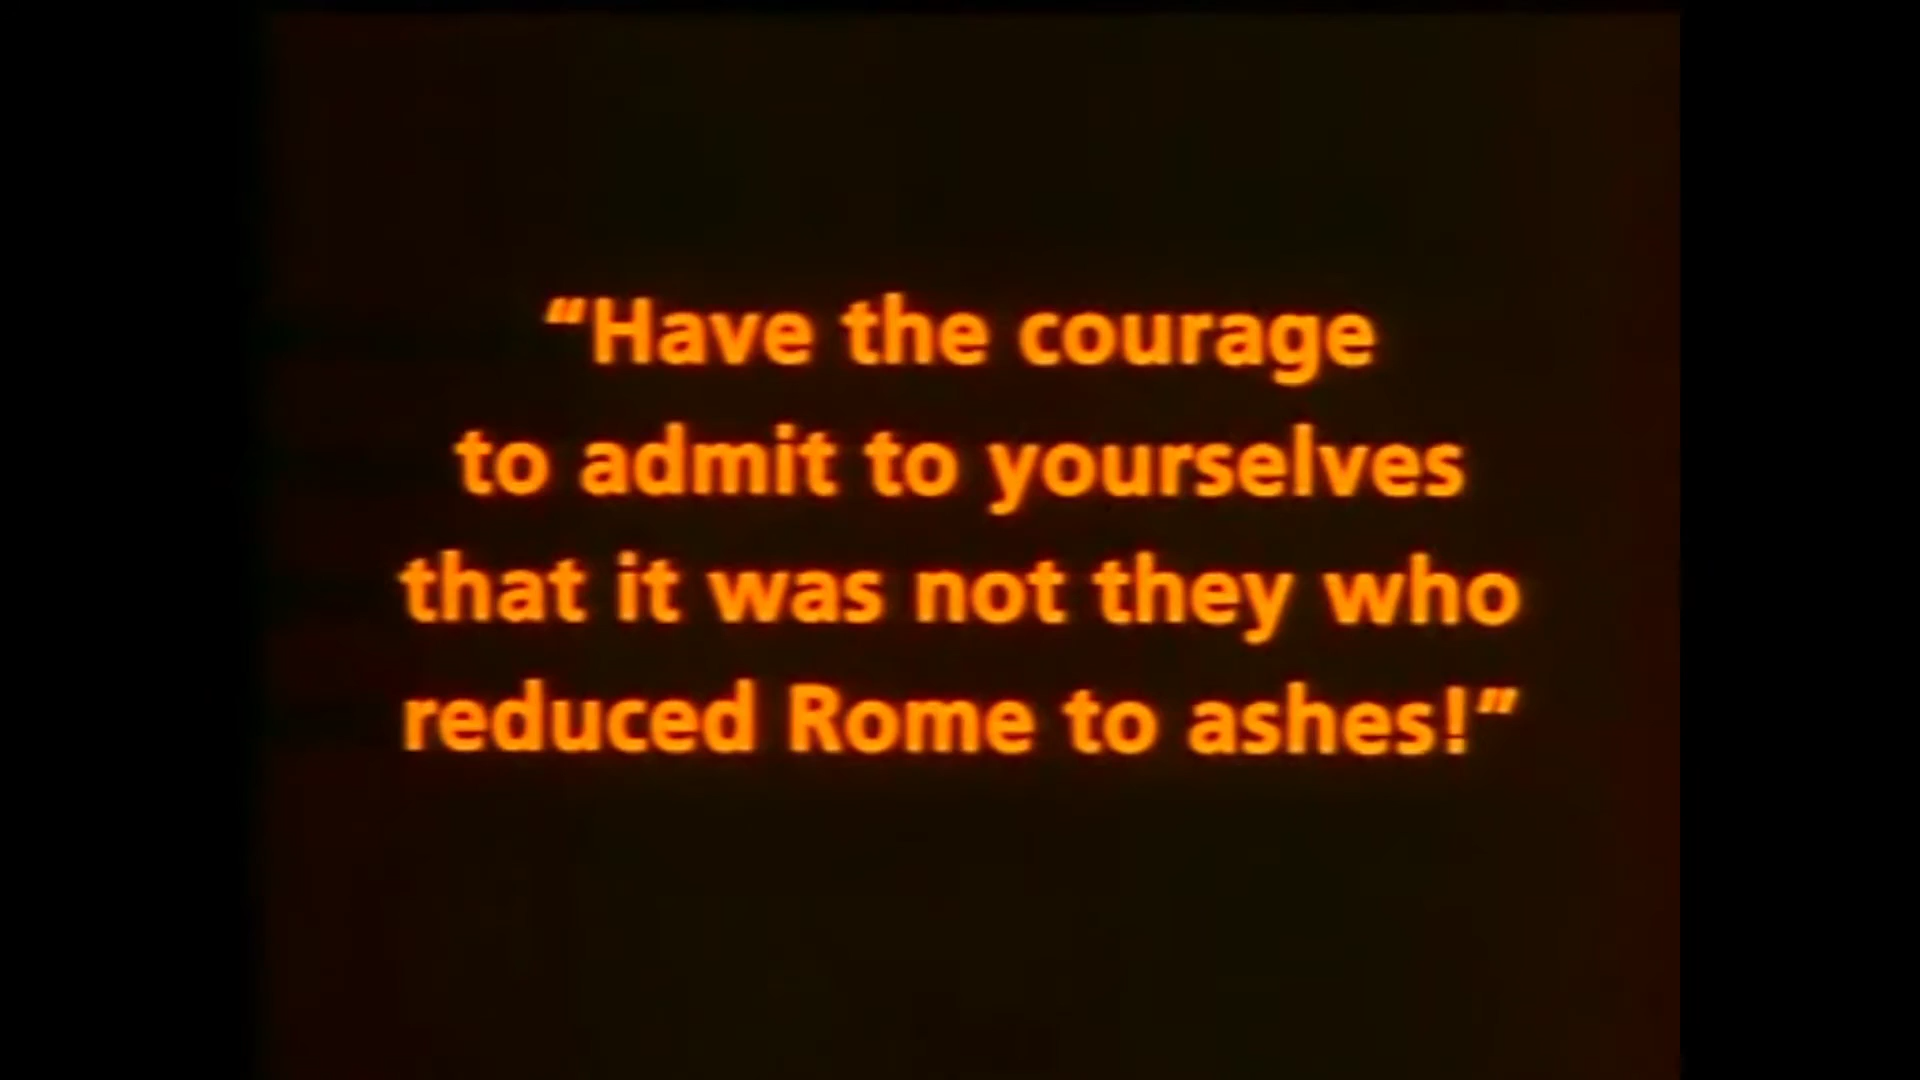 “Have the courage
to admit to yourselves
that it was not they who
reduced Rome to ashes!”